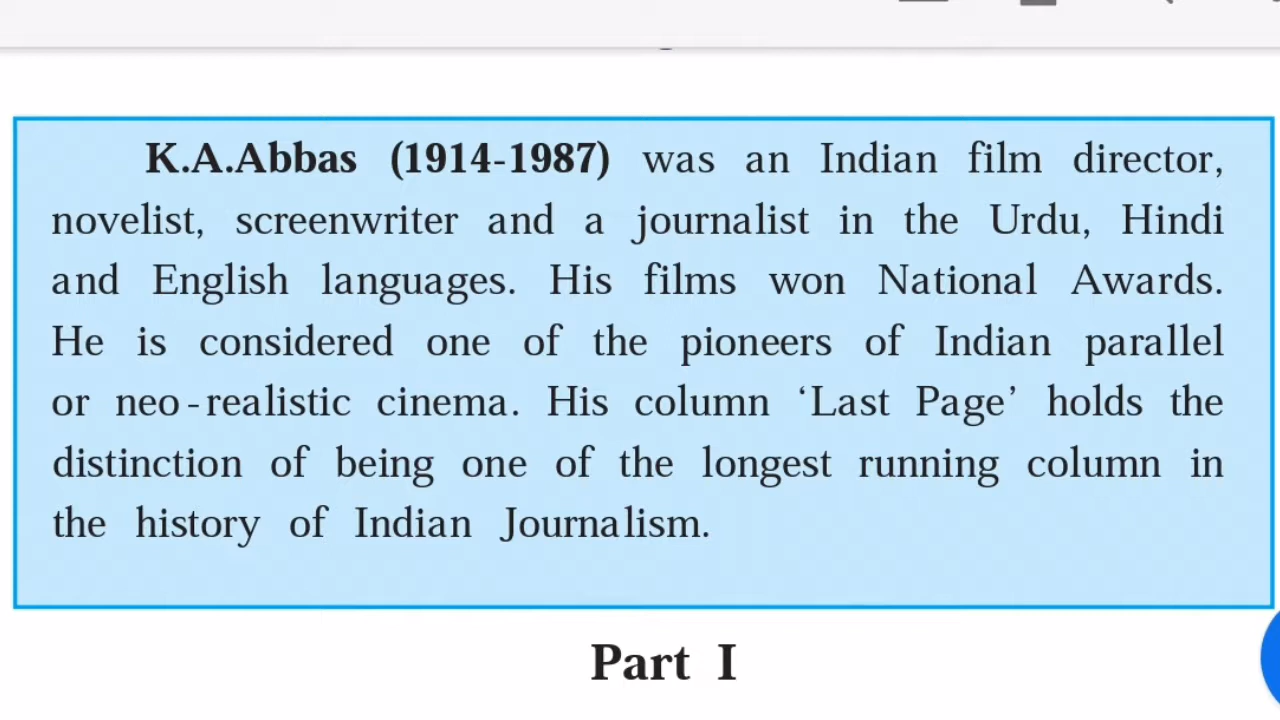 K.A.Abbas (1914-1987) was an Indian film director,
novelist, screenwriter and a journalist in the Urdu, Hindi
and English languages. His films won National Awards.
He is considered one of the pioneers of Indian parallel
or neo-realistic cinema. His column ‘Last Page’ holds the
distinction of being one of the longest running column in
the history of Indian Journalism.
Part I